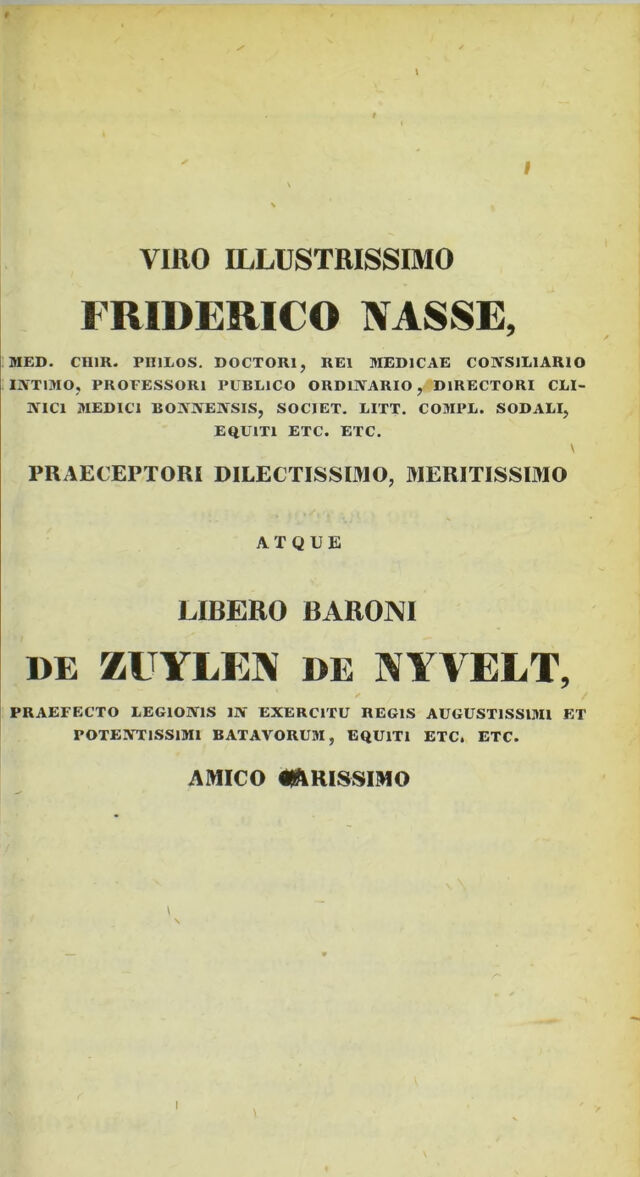 VIRO ILLUSTRISSIMO
FRIDERICO NASSE,
MED. CHIR. PHILOS. DOCTORI, REI MEDICAE CONSILIARIO
INTIMO, PROFESSORI PUBLICO ORDINARIO, DIRECTORI CLI-
NICI MEDICI BONNENSIS, SOCIET. LITT. COMPL. SODALI,
EQUITI ETC. ETC.
PRAECEPTORI DILECTISSIMO, MERITISSIMO
ATQUE
LIBERO BARONI
DE ZUYLEN DE NYVELT,
PRAEFECTO LEGIONIS IN EXERCITU REGIS AUGUSTISSIMI ET
POTENTISSIMI BATAVORUM, EQUITI ETC. ETC.
AMICO CARISSIMO